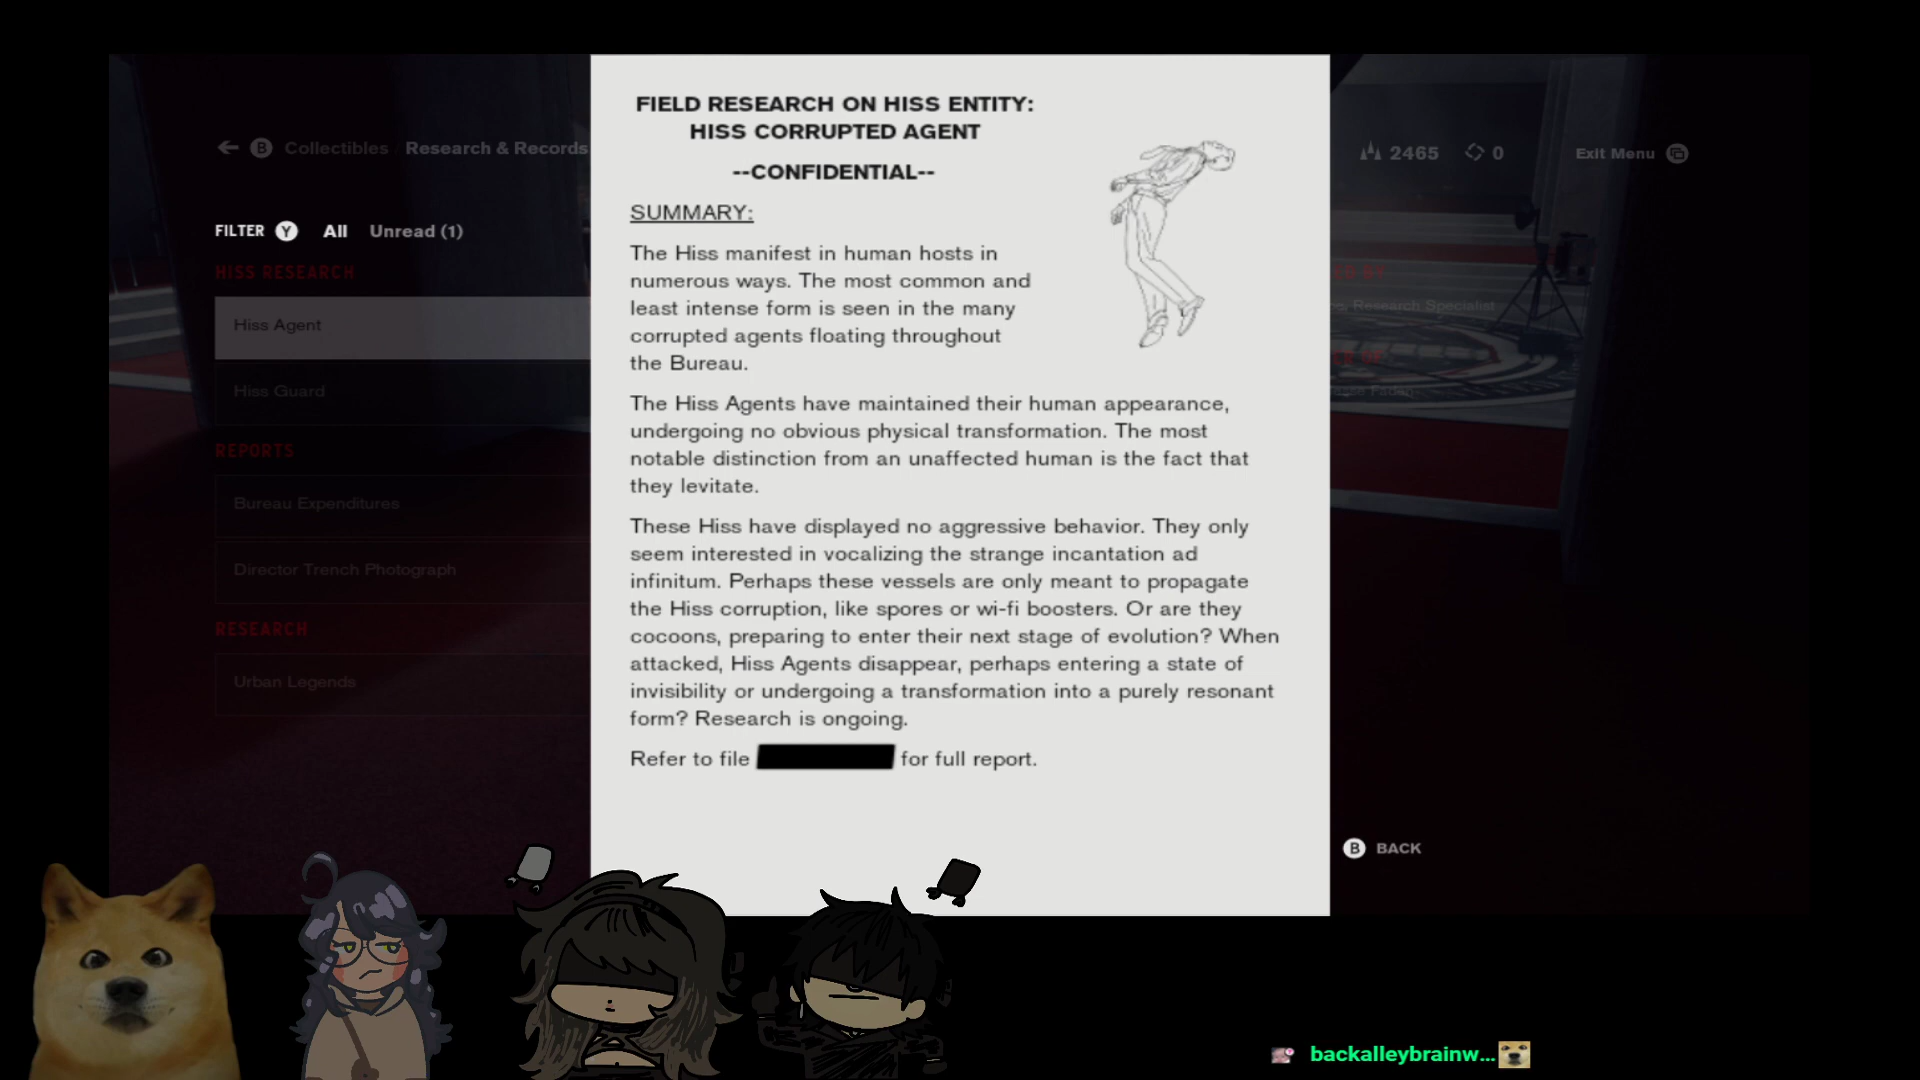 FIELD RESEARCH ON HISS ENTITY:
HISS CORRUPTED AGENT
--CONFIDENTIAL--
SUMMARY:
The Hiss manifest in human hosts in
numerous ways. The most common and
least intense form is seen in the many
corrupted agents floating throughout
the Bureau.
The Hiss Agents have maintained their human appearance,
undergoing no obvious physical transformation. The most
notable distinction from an unaffected human is the fact that
they levitate.
These Hiss have displayed no aggressive behavior. They only
seem interested in vocalizing the strange incantation ad
infinitum. Perhaps these vessels are only meant to propagate
the Hiss corruption, like spores or wi-fi boosters. Or are they
cocoons, preparing to enter their next stage of evolution? When
attacked, Hiss Agents disappear, perhaps entering a state of
invisibility or undergoing a transformation into a purely resonant
form? Research is ongoing.
Refer to file for full report.
B Collectibles Research & Records
FILTER Y All Unread (1)
HISS RESEARCH
Hiss Agent
Hiss Guard
REPORTS
Bureau Expenditures
Director Trench Photograph
RESEARCH
Urban Legends
2465 0 Exit Menu
BY
Research Specialist
Faden
B BACK
backalleybrainw...